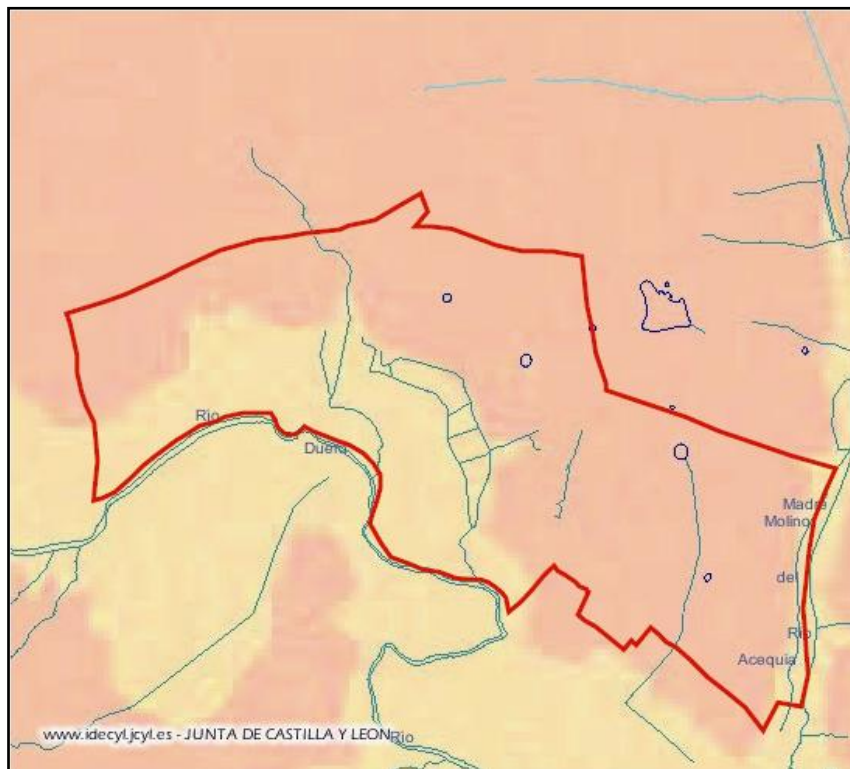 Rio
Duero
Madre
Molino
del
Rio
Acequia
www.idecyl.jcyl.es - JUNTA DE CASTILLA Y LEON
Rio